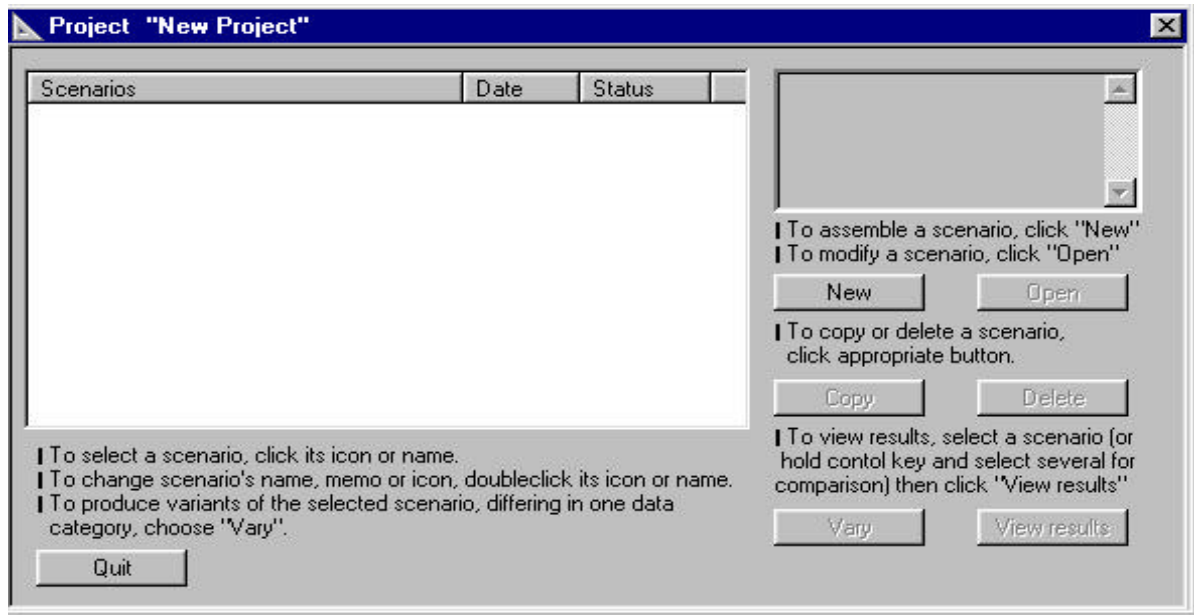 Project "New Project"
Scenarios Date Status
To select a scenario, click its icon or name.
To change scenario's name, memo or icon, doubleclick its icon or name.
To produce variants of the selected scenario, differing in one data
category, choose "Vary".
Quit
To assemble a scenario, click "New"
To modify a scenario, click "Open"
New Open
To copy or delete a scenario,
click appropriate button.
Copy Delete
To view results, select a scenario (or
hold contol key and select several for
comparison) then click "View results"
Vary View results